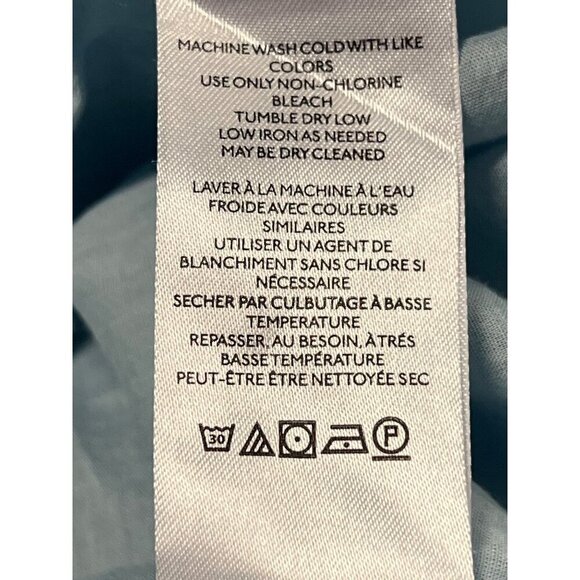 MACHINE WASH COLD WITH LIKE
COLORS
USE ONLY NON-CHLORINE
BLEACH
TUMBLE DRY LOW
LOW IRON AS NEEDED
MAY BE DRY CLEANED
LAVER À LA MACHINE À L'EAU
FROIDE AVEC COULEURS
SIMILAIRES
UTILISER UN AGENT DE
BLANCHIMENT SANS CHLORE SI
NÉCESSAIRE
SECHER PAR CULBUTAGE À BASSE
TEMPERATURE
REPASSER, AU BESOIN, À TRÉS
BASSE TEMPÉRATURE
PEUT-ÊTRE ÊTRE NETTOYÉE SEC
30 P